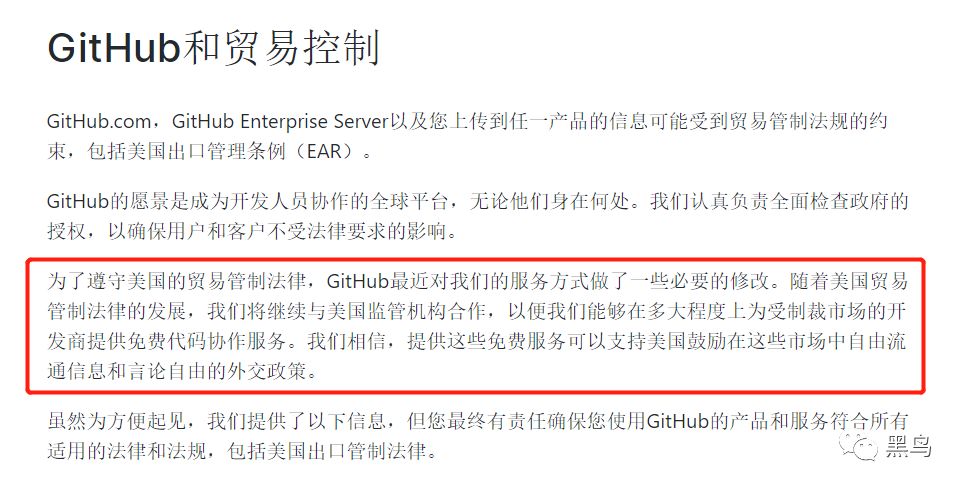 GitHub和贸易控制
GitHub.com，GitHub Enterprise Server以及您上传到任一产品的信息可能受到贸易管制法规的约
束，包括美国出口管理条例（EAR）。
GitHub的愿景是成为开发人员协作的全球平台，无论他们身在何处。我们认真负责全面检查政府的
授权，以确保用户和客户不受法律要求的影响。
为了遵守美国的贸易管制法律，GitHub最近对我们的服务方式做了一些必要的修改。随着美国贸易
管制法律的发展，我们将继续与美国监管机构合作，以便我们能够在多大程度上为受制裁市场的开
发商提供免费代码协作服务。我们相信，提供这些免费服务可以支持美国鼓励在这些市场中自由流
通信息和言论自由的外交政策。
虽然为方便起见，我们提供了以下信息，但您最终有责任确保您使用GitHub的产品和服务符合所有
适用的法律和法规，包括美国出口管制法律。
黑鸟